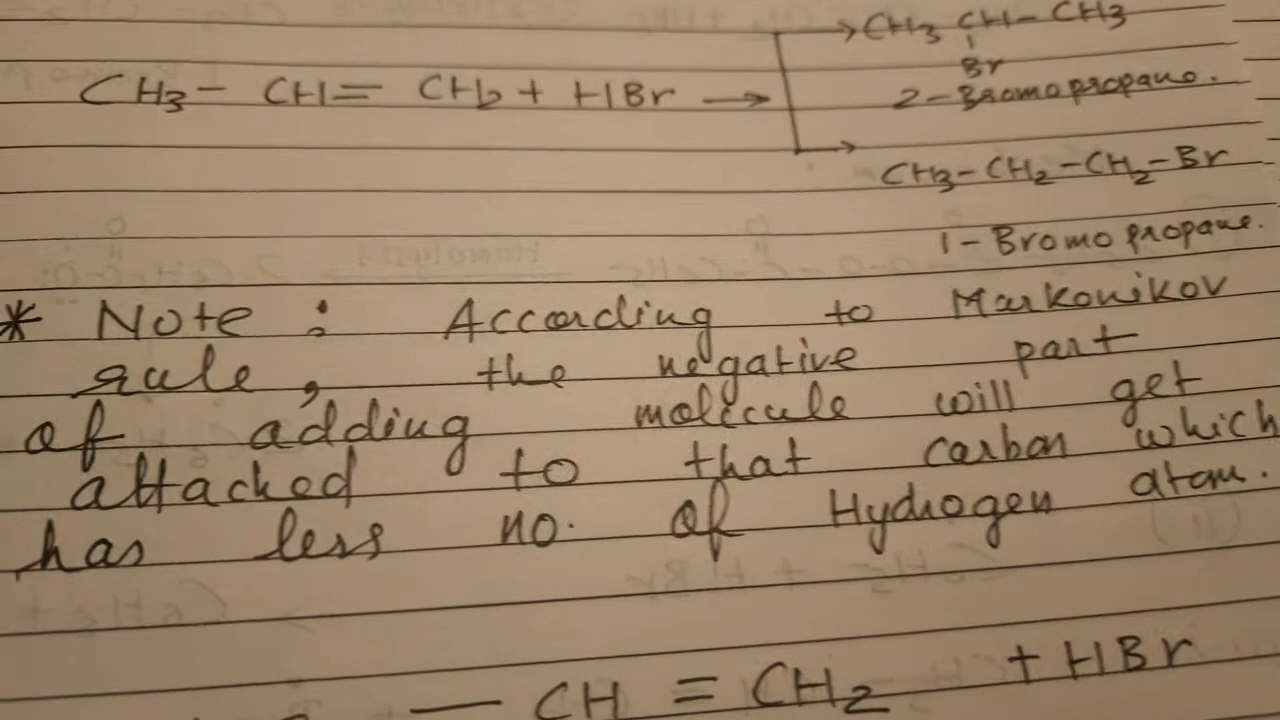 CH3 CH - CH3
Br
CH3 - CH = CH2 + HBr →
2 - Bromopropane.
CH3 - CH2 - CH2 - Br
1 - Bromopropane.
* Note : According to Markonikov
rule, the negative part
of adding molecule will get
attached to that carbon which
has less no. of Hydrogen atom.
— CH = CH2 + HBr